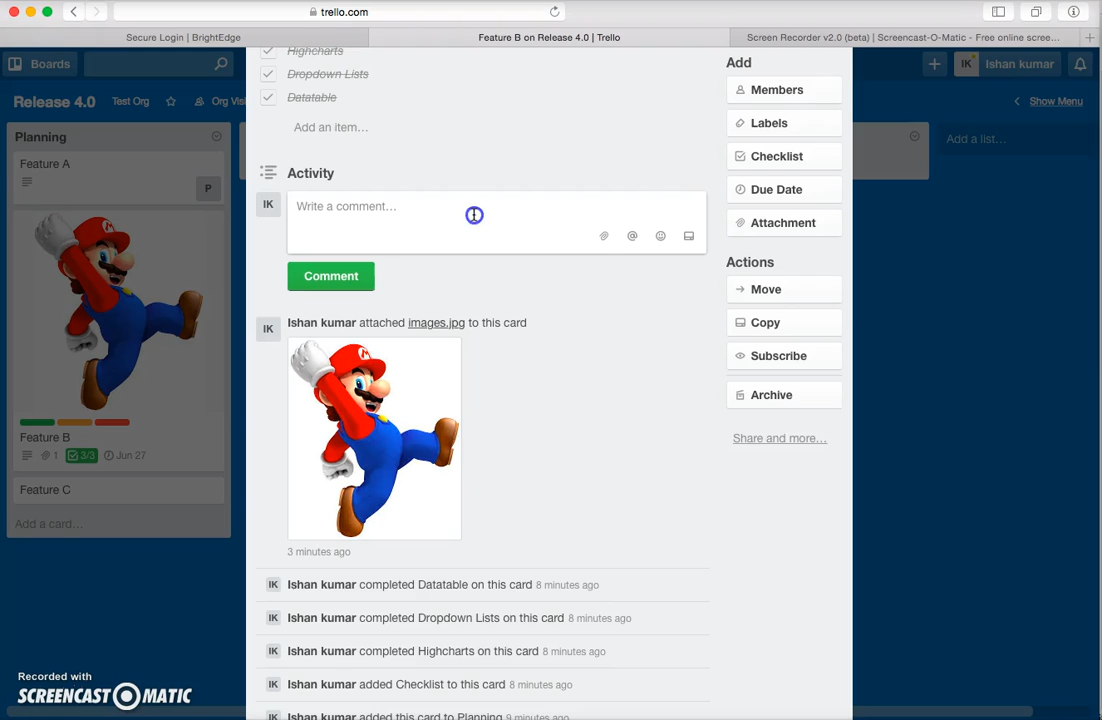 trello.com
Secure Login | BrightEdge
Feature B on Release 4.0 | Trello
Screen Recorder v2.0 (beta) | Screencast-O-Matic - Free online scree…
Boards
IK
Ishan kumar
Release 4.0
Test Org
Org Vis
Show Menu
Planning
Feature A
P
Feature B
1
3/3
Jun 27
Feature C
Add a card…
Add a list…
Highcharts
Dropdown Lists
Datatable
Add an item…
Activity
IK
Write a comment…
Comment
IK
Ishan kumar attached images.jpg to this card
M
M
3 minutes ago
IK Ishan kumar completed Datatable on this card 8 minutes ago
IK Ishan kumar completed Dropdown Lists on this card 8 minutes ago
IK Ishan kumar completed Highcharts on this card 8 minutes ago
IK Ishan kumar added Checklist to this card 8 minutes ago
Ishan kumar added this card to Planning 9 minutes ago
Add
Members
Labels
Checklist
Due Date
Attachment
Actions
Move
Copy
Subscribe
Archive
Share and more…
Recorded with
SCREENCAST MATIC